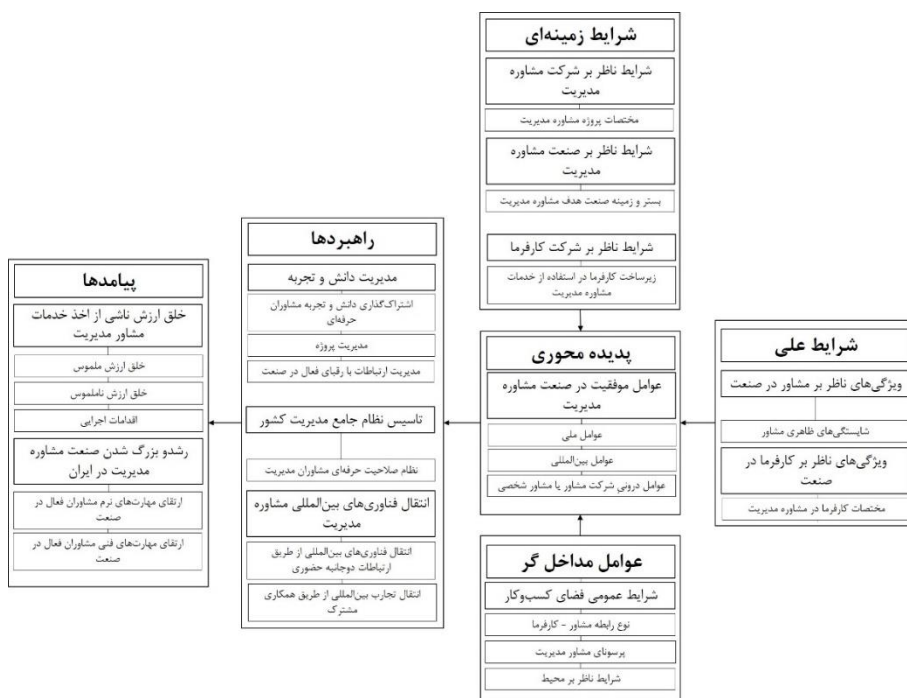 شرایط زمینه‌ای
شرایط ناظر بر شرکت مشاوره
مدیریت
مختصات پروژه مشاوره مدیریت
شرایط ناظر بر صنعت مشاوره
مدیریت
بستر و زمینه صنعت هدف مشاوره مدیریت
شرایط ناظر بر شرکت کارفرما
زیرساخت کارفرما در استفاده از خدمات
مشاوره مدیریت
شرایط علی
ویژگی‌های ناظر بر مشاور در صنعت
شایستگی‌های ظاهری مشاور
ویژگی‌های ناظر بر کارفرما در
صنعت
مختصات کارفرما در مشاوره مدیریت
پدیده محوری
عوامل موفقیت در صنعت مشاوره
مدیریت
عوامل ملی
عوامل بین‌المللی
عوامل درونی شرکت مشاور یا مشاور شخصی
عوامل مداخل گر
شرایط عمومی فضای کسب‌وکار
نوع رابطه مشاور – کارفرما
پرسونای مشاور مدیریت
شرایط ناظر بر محیط
راهبردها
مدیریت دانش و تجربه
اشتراک‌گذاری دانش و تجربه مشاوران
حرفه‌ای
مدیریت پروژه
مدیریت ارتباطات با رقبای فعال در صنعت
تاسیس نظام جامع مدیریت کشور
نظام صلاحیت حرفه‌ای مشاوران مدیریت
انتقال فناوری‌های بین‌المللی مشاوره
مدیریت
انتقال فناوری‌های بین‌المللی از طریق
ارتباطات دوجانبه حضوری
انتقال تجارب بین‌المللی از طریق همکاری
مشترک
پیامدها
خلق ارزش ناشی از اخذ خدمات
مشاور مدیریت
خلق ارزش ملموس
خلق ارزش ناملموس
اقدامات اجرایی
رشدو بزرگ شدن صنعت مشاوره
مدیریت در ایران
ارتقای مهارت‌های نرم مشاوران فعال در
صنعت
ارتقای مهارت‌های فنی مشاوران فعال در
صنعت